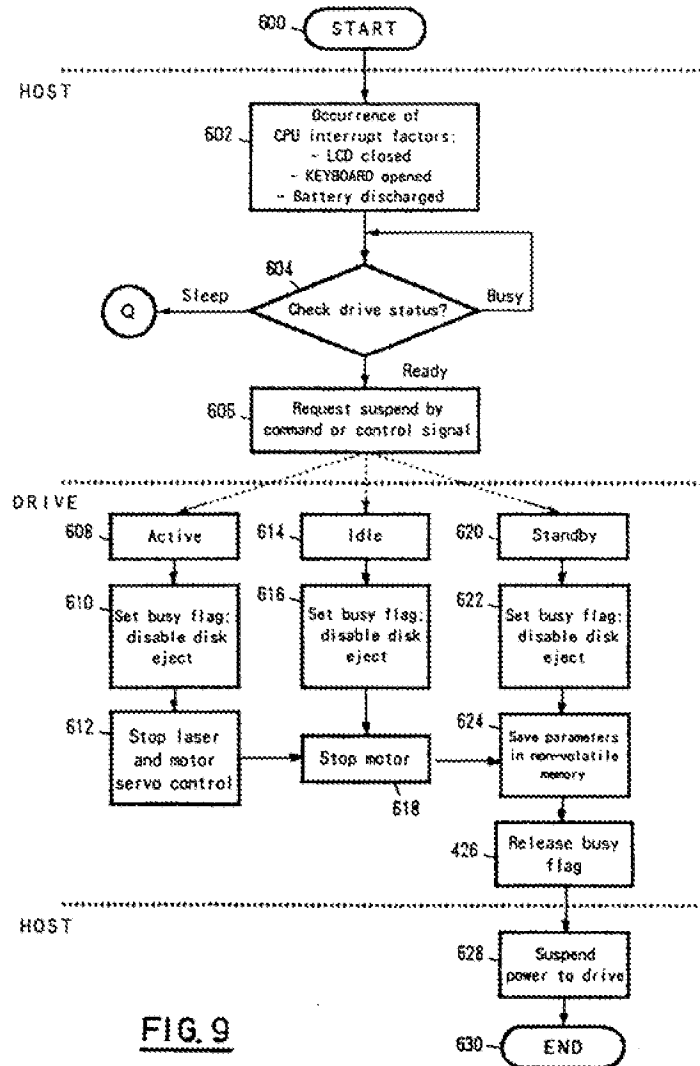 600
START
HOST
602
Occurrence of
CPU interrupt factors:
- LCD closed
- KEYBOARD opened
- Battery discharged
604
Sleep
Q
Check drive status?
Busy
Ready
606
Request suspend by
command or control signal
DRIVE
608
Active
614
Idle
620
Standby
610
Set busy flag:
disable disk
eject
616
Set busy flag:
disable disk
eject
622
Set busy flag:
disable disk
eject
612
Stop laser
and motor
servo control
Stop motor
618
624
Save parameters
in non-volatile
memory
426
Release busy
flag
HOST
628
Suspend
power to drive
FIG. 9
630
END